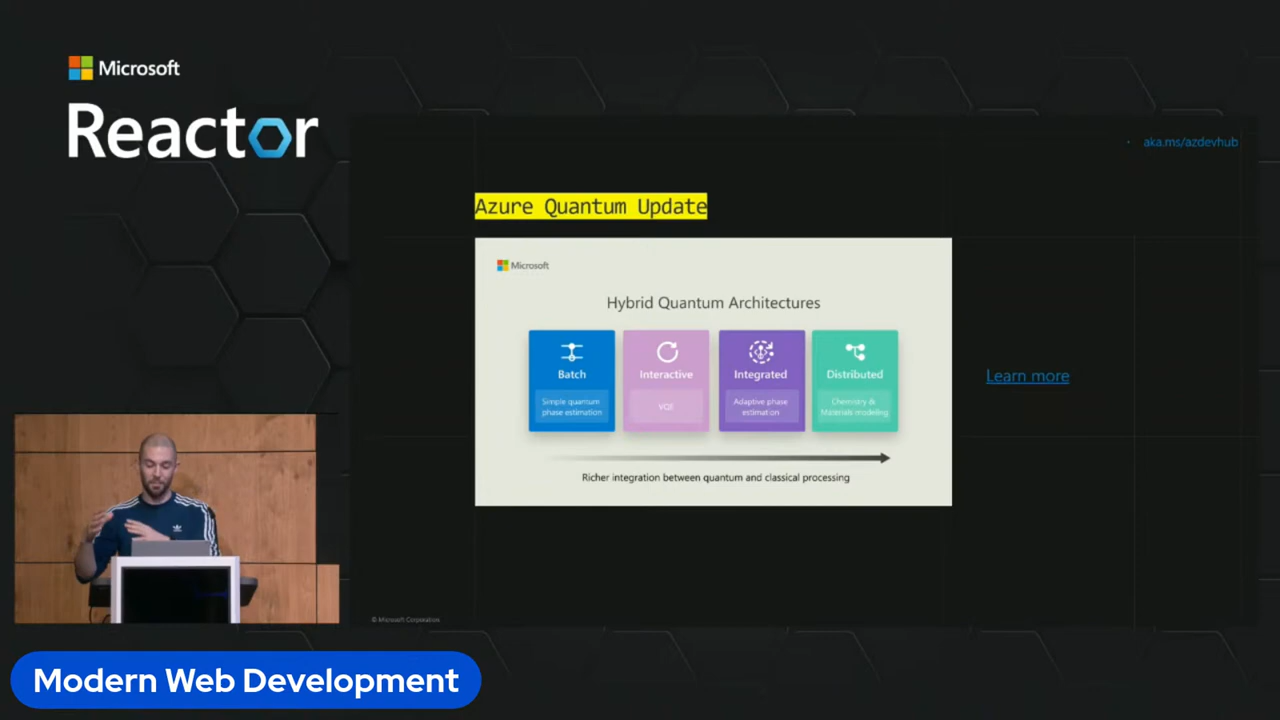 Microsoft
Reactor
aka.ms/azdevhub
Azure Quantum Update
Microsoft
Hybrid Quantum Architectures
Batch
Simple quantum
phase estimation
Interactive
VQE
Integrated
Adaptive phase
estimation
Distributed
Chemistry &
Materials modeling
Richer integration between quantum and classical processing
Learn more
© Microsoft Corporation
Modern Web Development